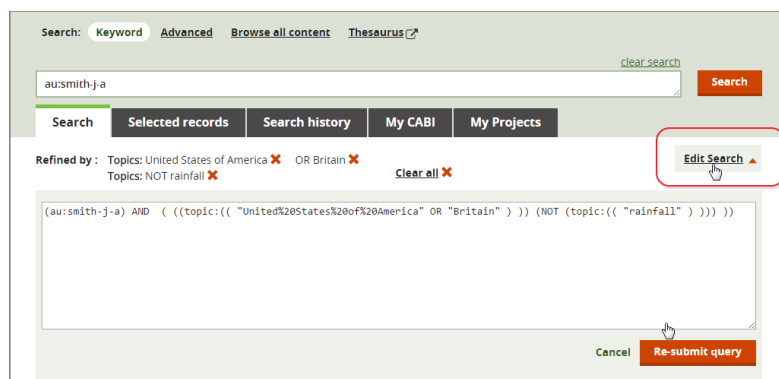 Search: Keyword Advanced Browse all content Thesaurus
clear search
au:smith-j-a
Search
Search Selected records Search history My CABI My Projects
Refined by : Topics: United States of America OR Britain
Topics: NOT rainfall Clear all
Edit Search
(au:smith-j-a) AND ( ((topic:(( "United%20States%20of%20America" OR "Britain" ) )) (NOT (topic:(( "rainfall" ) ))) ))
Cancel Re-submit query